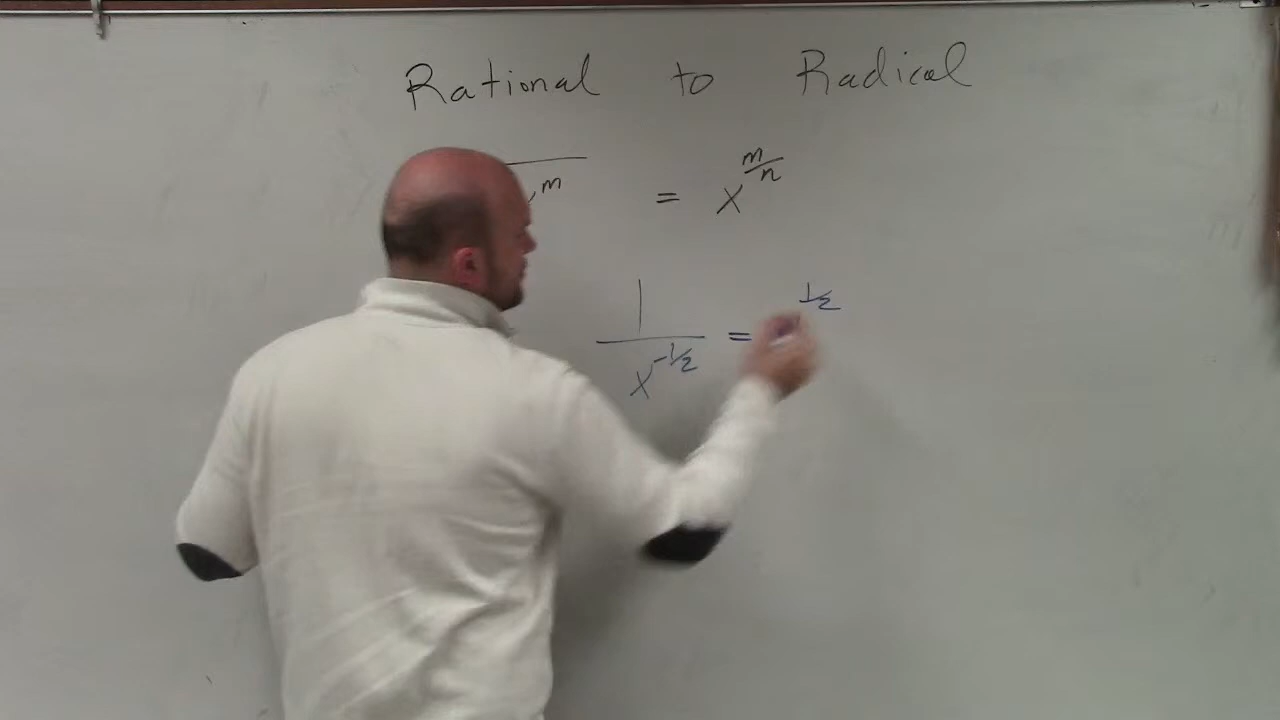 Rational to Radical
m = x^(m/n)
1/x^(-1/2) = ^(1/2)